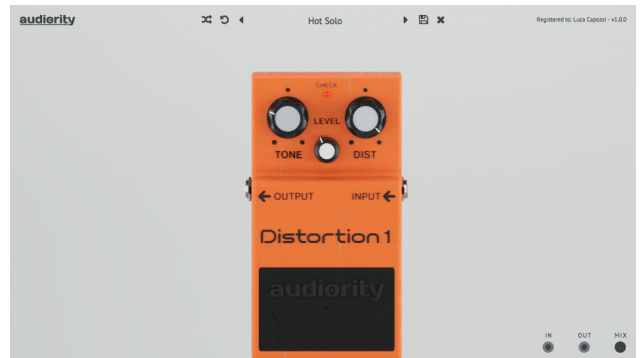 audiority
Hot Solo
Registered to: Luca Capozzi - v1.0.0
CHECK
LEVEL
TONE
DIST
OUTPUT
INPUT
Distortion 1
audiority
IN
OUT
MIX